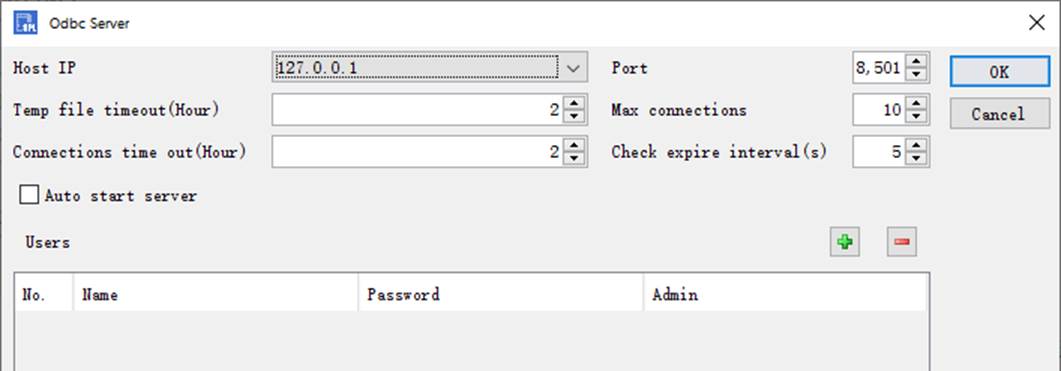 Odbc Server
Host IP 127.0.0.1 Port 8,501 OK
Temp file timeout(Hour) 2 Max connections 10 Cancel
Connections time out(Hour) 2 Check expire interval(s) 5
Auto start server
Users
No. Name Password Admin